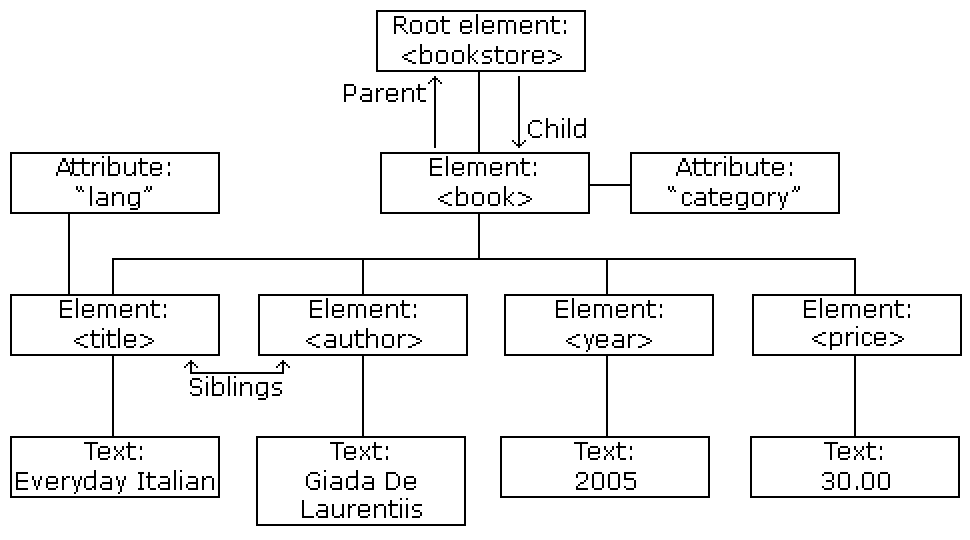 Root element:
<bookstore>
Parent
Child
Attribute:
“lang”
Element:
<book>
Attribute:
“category”
Element:
<title>
Element:
<author>
Element:
<year>
Element:
<price>
Siblings
Text:
Everyday Italian
Text:
Giada De
Laurentiis
Text:
2005
Text:
30.00